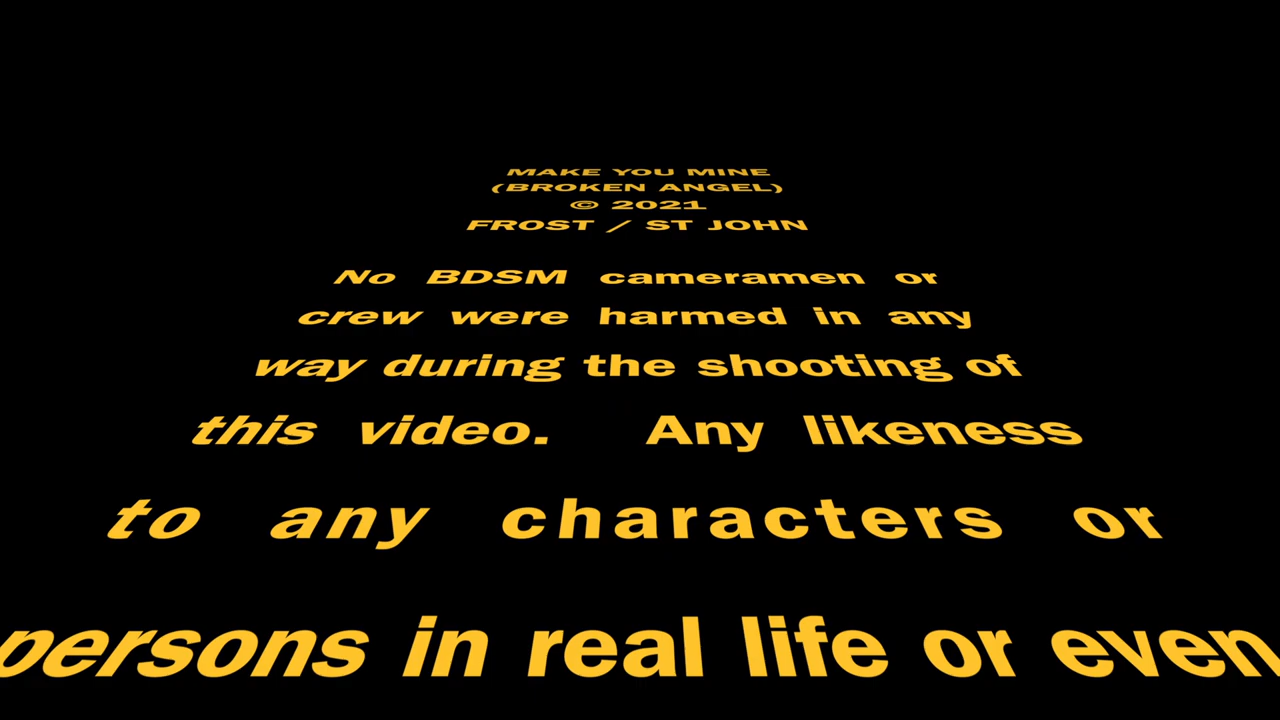 MAKE YOU MINE
(BROKEN ANGEL)
© 2021
FROST / ST JOHN
No BDSM cameramen or
crew were harmed in any
way during the shooting of
this video. Any likeness
to any characters or
persons in real life or even